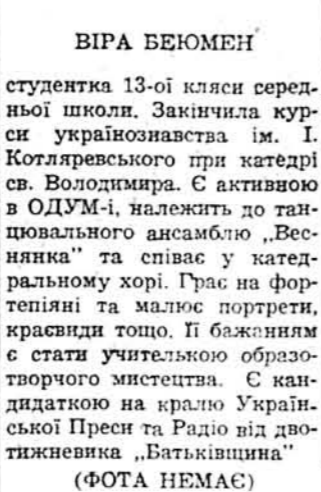 ВІРА БЕЮМЕН
студентка 13-ої кляси серед-
ньої школи. Закінчила кур-
си українознавства ім. І.
Котляревського при катедрі
св. Володимира. Є активною
в ОДУМ-і, належить до тан-
цювального ансамблю „Вес-
нянка” та співає у катед-
ральному хорі. Грає на фор-
тепіяні та малює портрети,
краєвиди тощо. Її бажанням
є стати учителькою образо-
творчого мистецтва. Є кан-
дидаткою на кралю Україн-
ської Преси та Радіо від дво-
тижневика „Батьківщина”
(ФОТА НЕМАЄ)